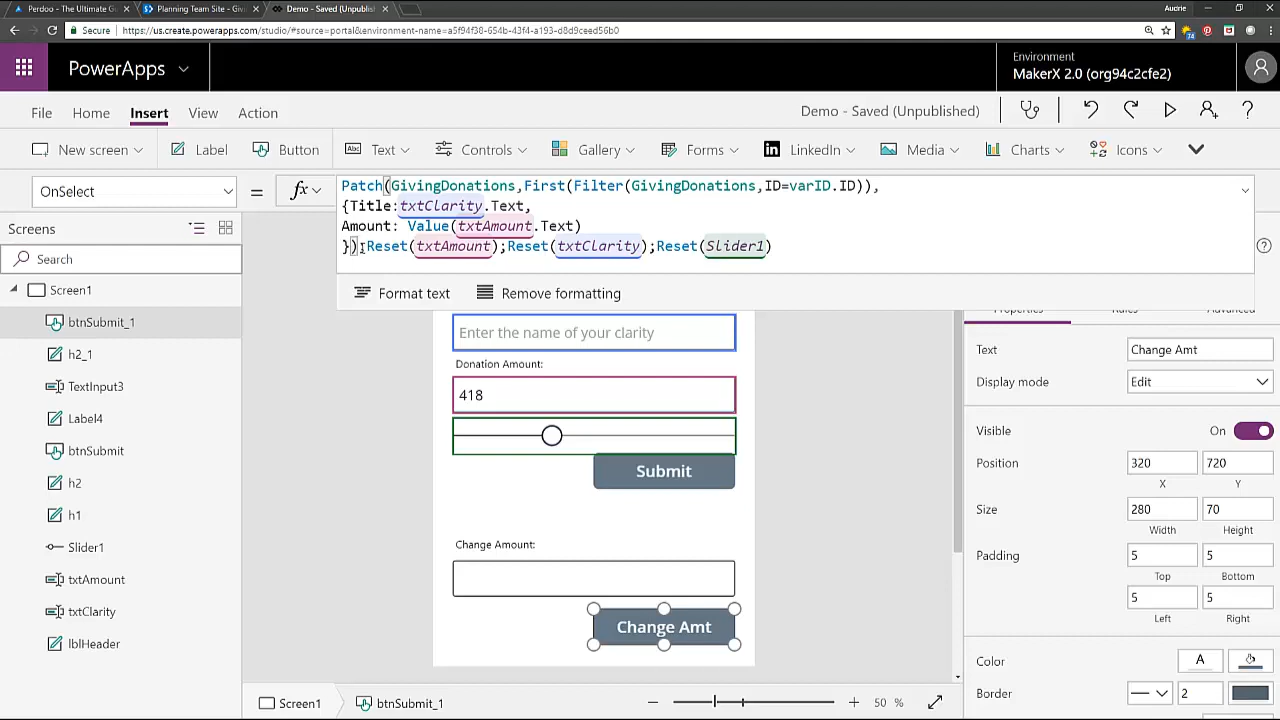 Perdoo - The Ultimate G
Planning Team Site - Giv
Demo - Saved (Unpublis
Audrie
Secure https://us.create.powerapps.com/studio/#source=portal&environment-name=a5f94f38-654b-43f4-a193-d8d9ceed56b0
PowerApps
Environment
MakerX 2.0 (org94c2cfe2)
File Home Insert View Action
Demo - Saved (Unpublished)
New screen Label Button Text Controls Gallery Forms LinkedIn Media Charts Icons
OnSelect = fx
Patch(GivingDonations,First(Filter(GivingDonations,ID=varID.ID)),
{Title:txtClarity.Text,
Amount: Value(txtAmount.Text)
});Reset(txtAmount);Reset(txtClarity);Reset(Slider1)
Format text Remove formatting
Screens
Search
Screen1
btnSubmit_1
h2_1
TextInput3
Label4
btnSubmit
h2
h1
Slider1
txtAmount
txtClarity
lblHeader
Enter the name of your clarity
Donation Amount:
418
Submit
Change Amount:
Change Amt
Properties Rules Advanced
Text Change Amt
Display mode Edit
Visible On
Position 320 720
X Y
Size 280 70
Width Height
Padding 5 5
Top Bottom
5 5
Left Right
Color A
Border 2
Screen1 btnSubmit_1
50 %